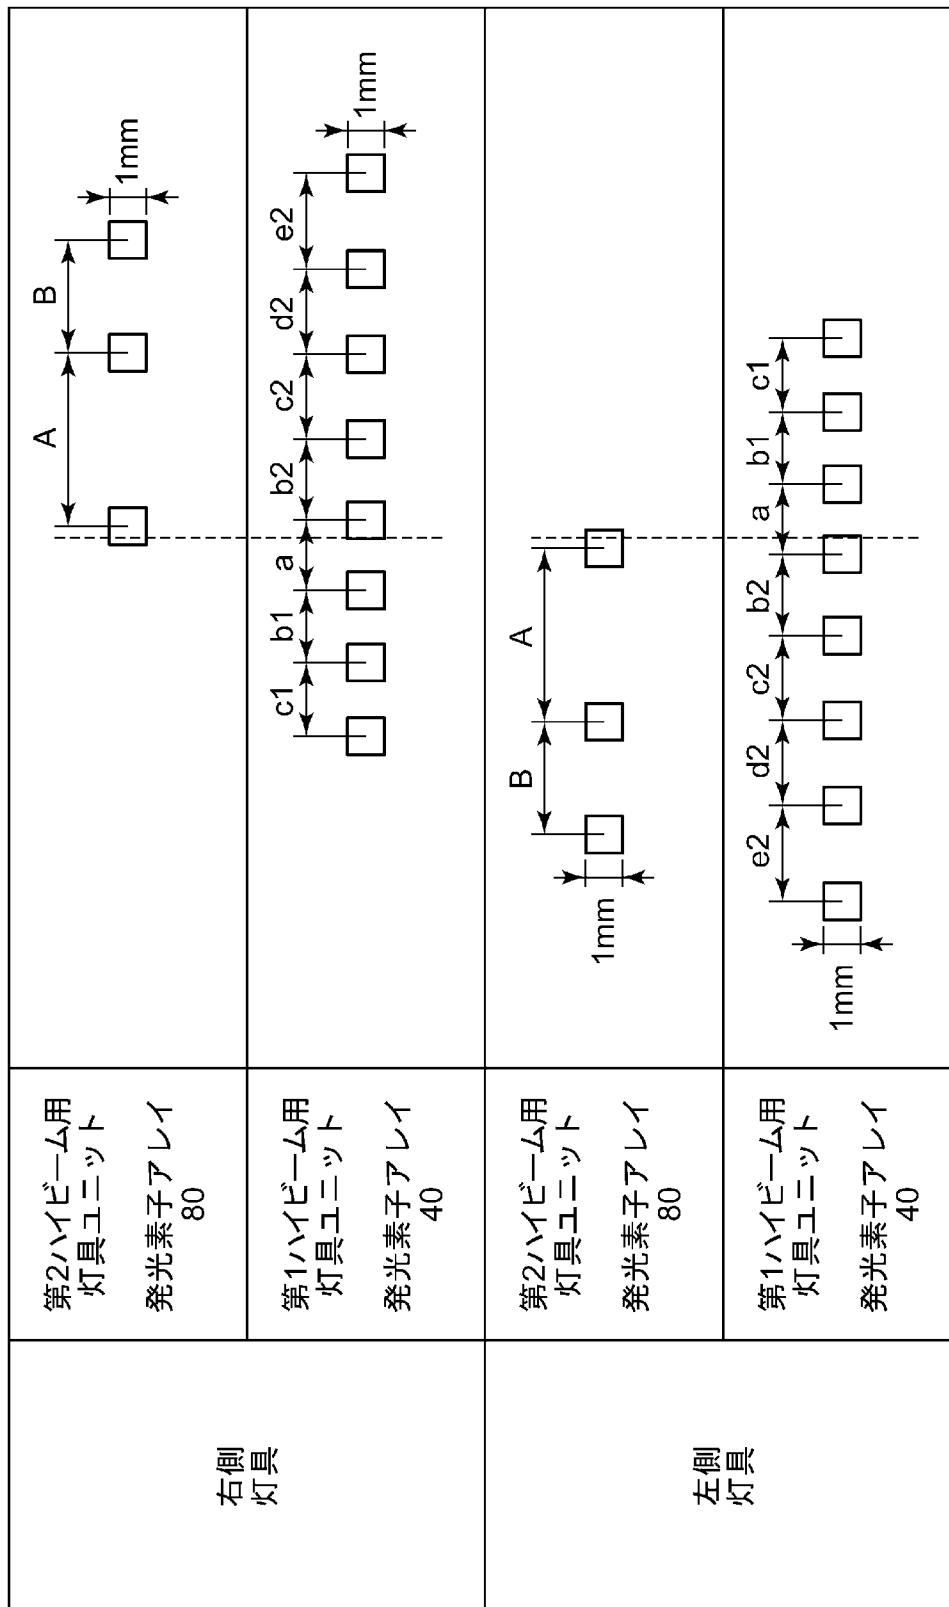 右側
灯具
第2ハイビーム用
灯具ユニット
発光素子アレイ
80
A
B
1mm
第1ハイビーム用
灯具ユニット
発光素子アレイ
40
c1
b1
a
b2
c2
d2
e2
1mm
左側
灯具
第2ハイビーム用
灯具ユニット
発光素子アレイ
80
1mm
B
A
第1ハイビーム用
灯具ユニット
発光素子アレイ
40
1mm
e2
d2
c2
b2
a
b1
c1